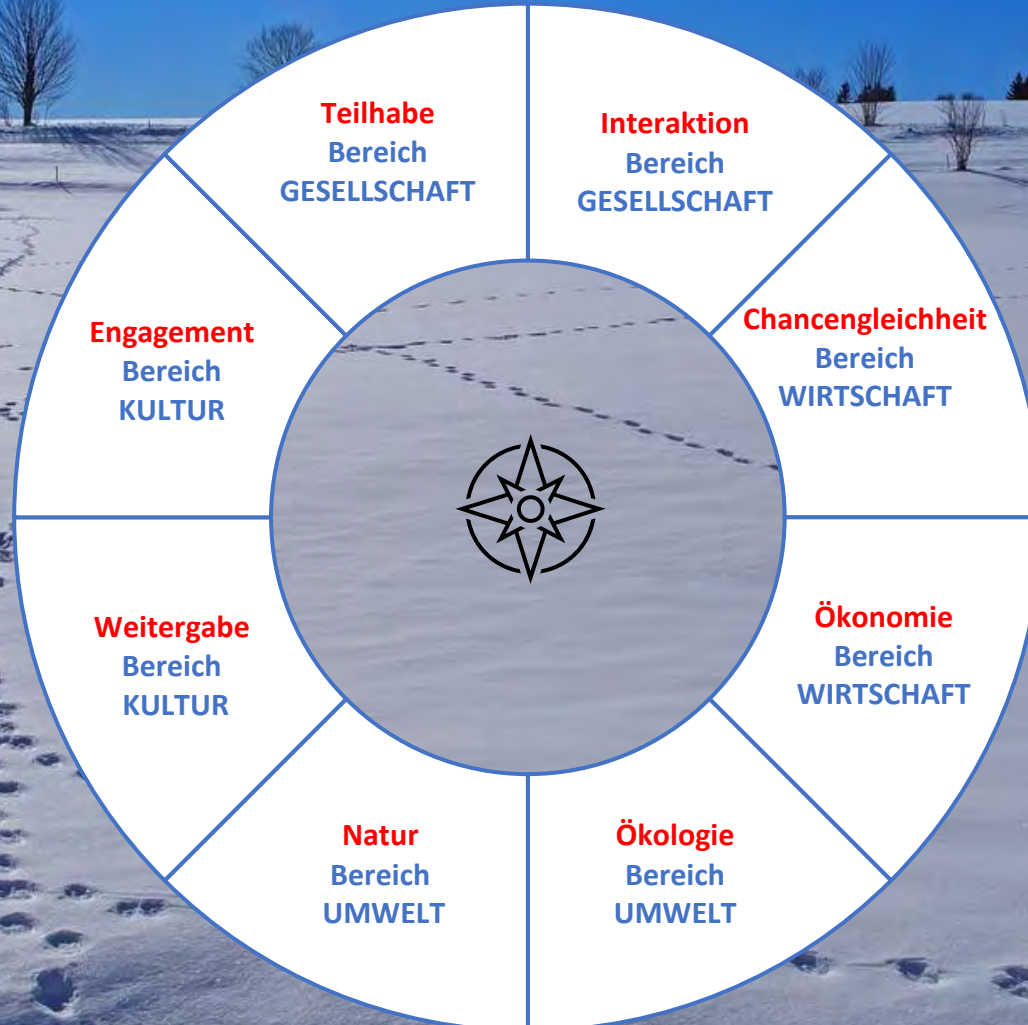 Teilhabe
Bereich
GESELLSCHAFT
Interaktion
Bereich
GESELLSCHAFT
Chancengleichheit
Bereich
WIRTSCHAFT
Ökonomie
Bereich
WIRTSCHAFT
Ökologie
Bereich
UMWELT
Natur
Bereich
UMWELT
Weitergabe
Bereich
KULTUR
Engagement
Bereich
KULTUR